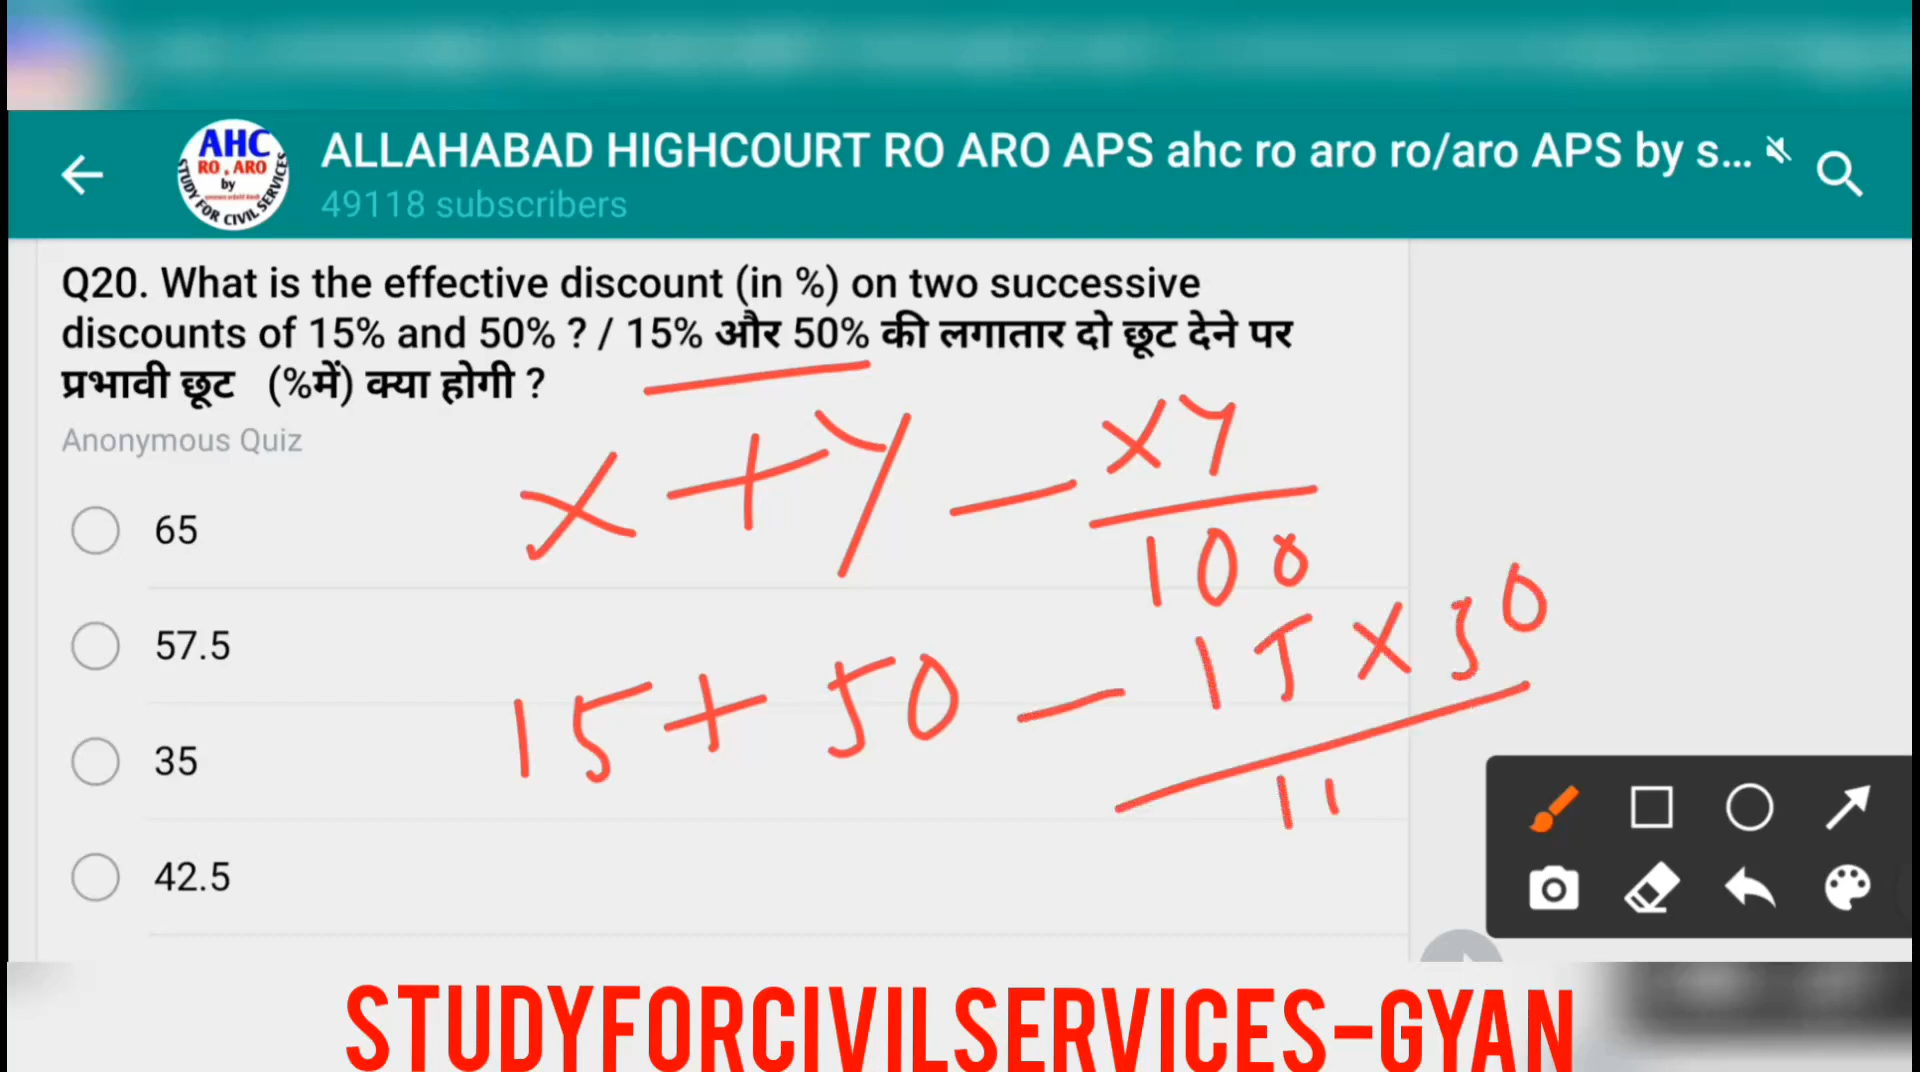 ALLAHABAD HIGHCOURT RO ARO APS ahc ro aro ro/aro APS by s...
49118 subscribers
AHC
RO , ARO
by
STUDY FOR CIVIL SERVICES
Q20. What is the effective discount (in %) on two successive
discounts of 15% and 50% ? / 15% और 50% की लगातार दो छूट देने पर
प्रभावी छूट (%में) क्या होगी ?
Anonymous Quiz
65
57.5
35
42.5
x + y - xy
100
15 + 50 - 15 x 50
11
STUDYFORCIVILSERVICES-GYAN